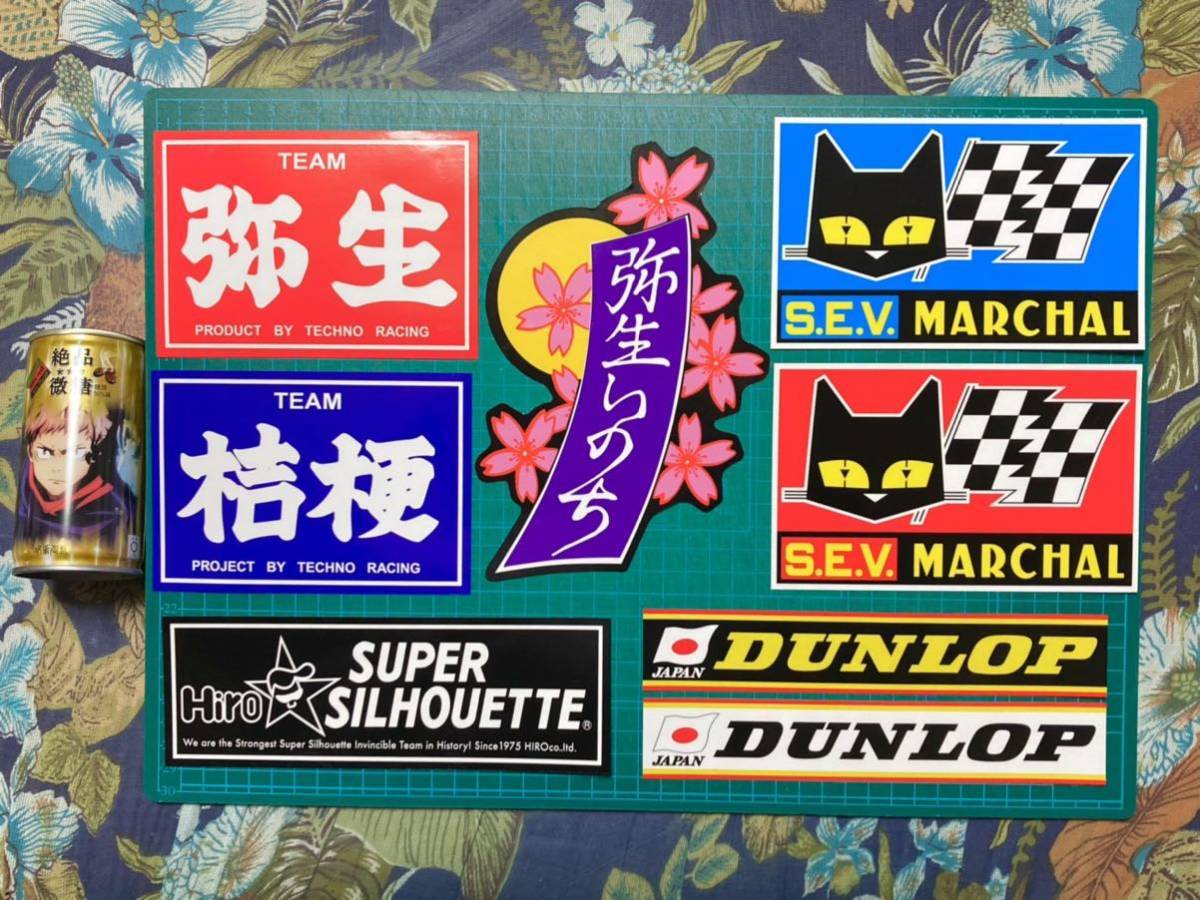 TEAM
弥生
PRODUCT BY TECHNO RACING
弥生いのち
S.E.V. MARCHAL
絶品
微糖
TEAM
桔梗
PROJECT BY TECHNO RACING
S.E.V. MARCHAL
Hiro SUPER
SILHOUETTE®
We are the Strongest Super Silhouette Invincible Team in History! Since1975 HIROco.ltd.
JAPAN DUNLOP
JAPAN DUNLOP
30